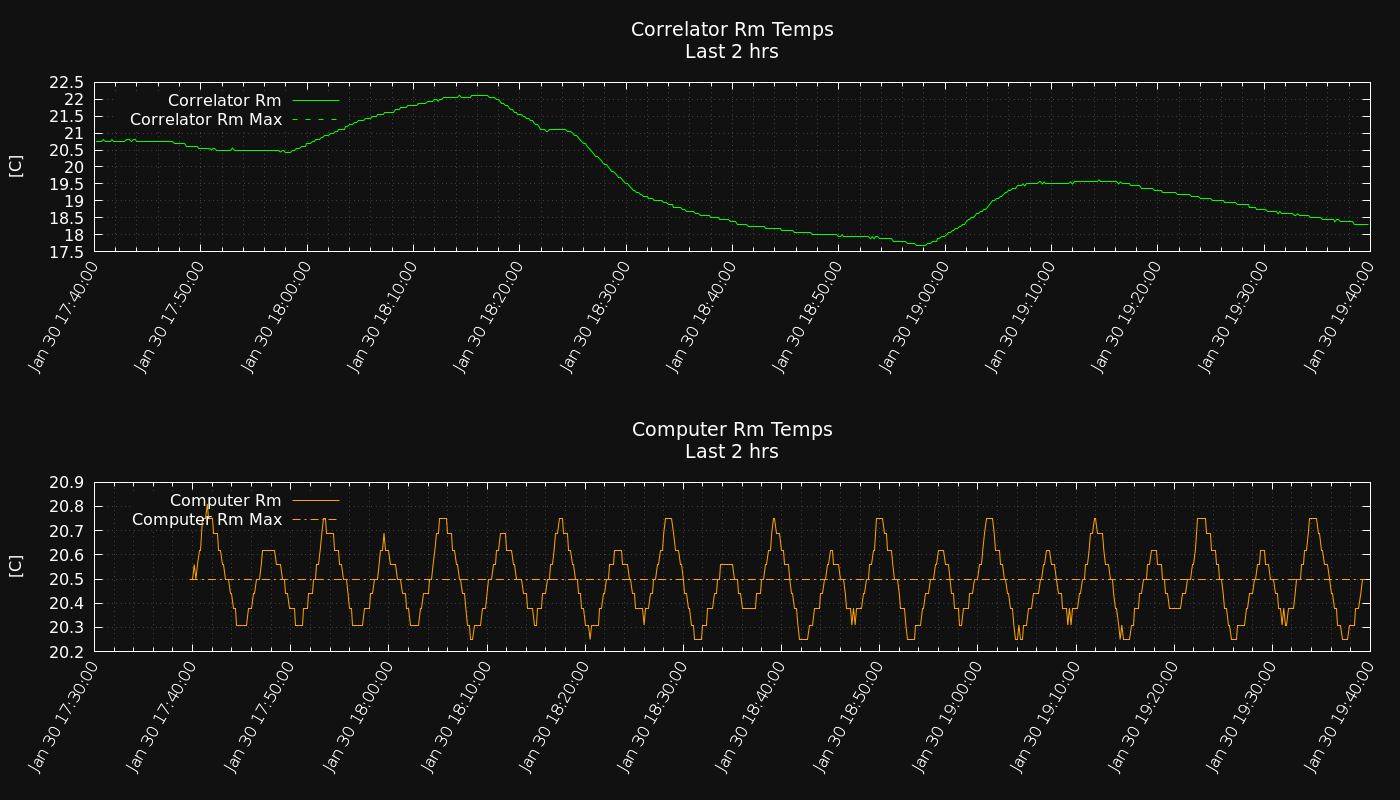 Correlator Rm Temps
Last 2 hrs
22.5
22
21.5
21
20.5
20
19.5
19
18.5
18
17.5
[C]
Correlator Rm
Correlator Rm Max
Jan 30 17:40:00
Jan 30 17:50:00
Jan 30 18:00:00
Jan 30 18:10:00
Jan 30 18:20:00
Jan 30 18:30:00
Jan 30 18:40:00
Jan 30 18:50:00
Jan 30 19:00:00
Jan 30 19:10:00
Jan 30 19:20:00
Jan 30 19:30:00
Jan 30 19:40:00
Computer Rm Temps
Last 2 hrs
20.9
20.8
20.7
20.6
20.5
20.4
20.3
20.2
[C]
Computer Rm
Computer Rm Max
Jan 30 17:30:00
Jan 30 17:40:00
Jan 30 17:50:00
Jan 30 18:00:00
Jan 30 18:10:00
Jan 30 18:20:00
Jan 30 18:30:00
Jan 30 18:40:00
Jan 30 18:50:00
Jan 30 19:00:00
Jan 30 19:10:00
Jan 30 19:20:00
Jan 30 19:30:00
Jan 30 19:40:00